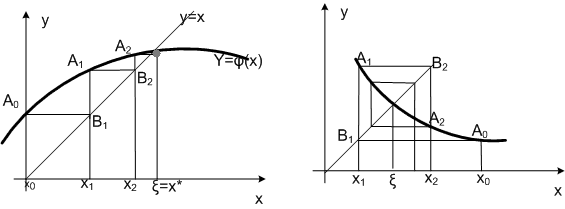 y
y=x
A₂
A₁
Y=φ(x)
B₂
A₀
B₁
x₀ x₁ x₂ ξ=x*
x
y
A₁ B₂
A₂ A₀
B₁
x₁ ξ x₂ x₀
x